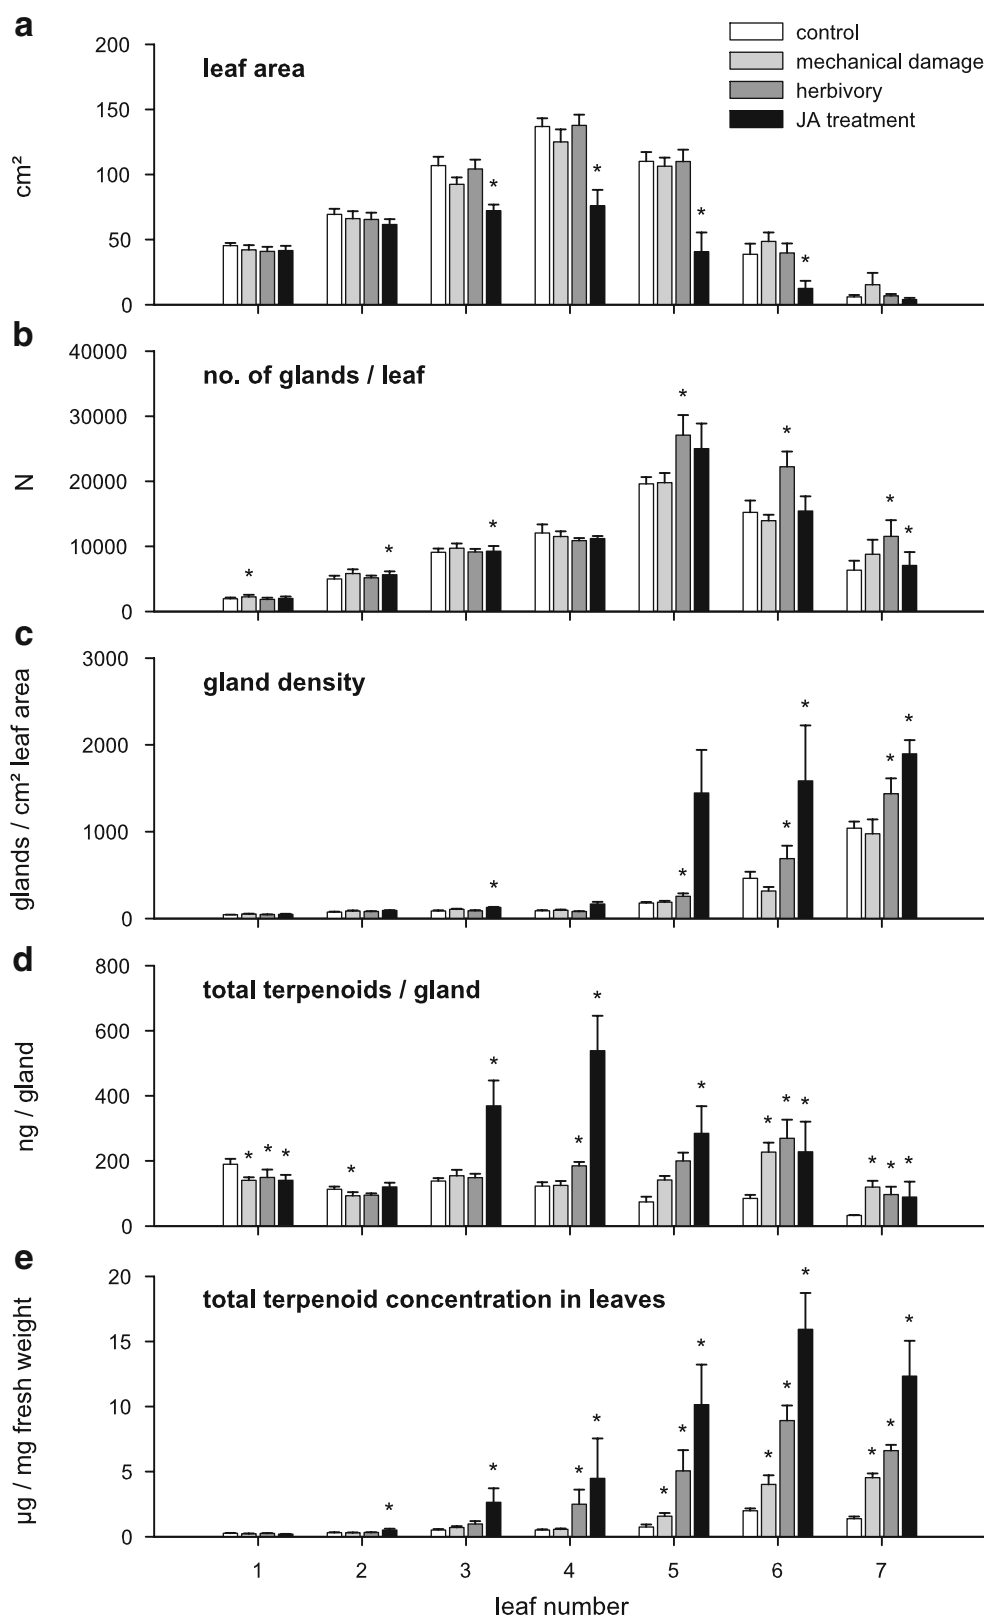 a
control
mechanical damage
herbivory
JA treatment
leaf area
200
150
100
50
0
cm²
*
*
*
*
b
no. of glands / leaf
40000
30000
20000
10000
0
N
*
*
*
*
*
*
*
c
gland density
3000
2000
1000
0
glands / cm² leaf area
*
*
*
*
*
*
d
total terpenoids / gland
800
600
400
200
0
ng / gland
* * *
*
*
*
*
*
* * *
* * *
e
total terpenoid concentration in leaves
20
15
10
5
0
µg / mg fresh weight
*
*
*
*
*
*
*
*
*
*
*
*
*
1 2 3 4 5 6 7
leaf number